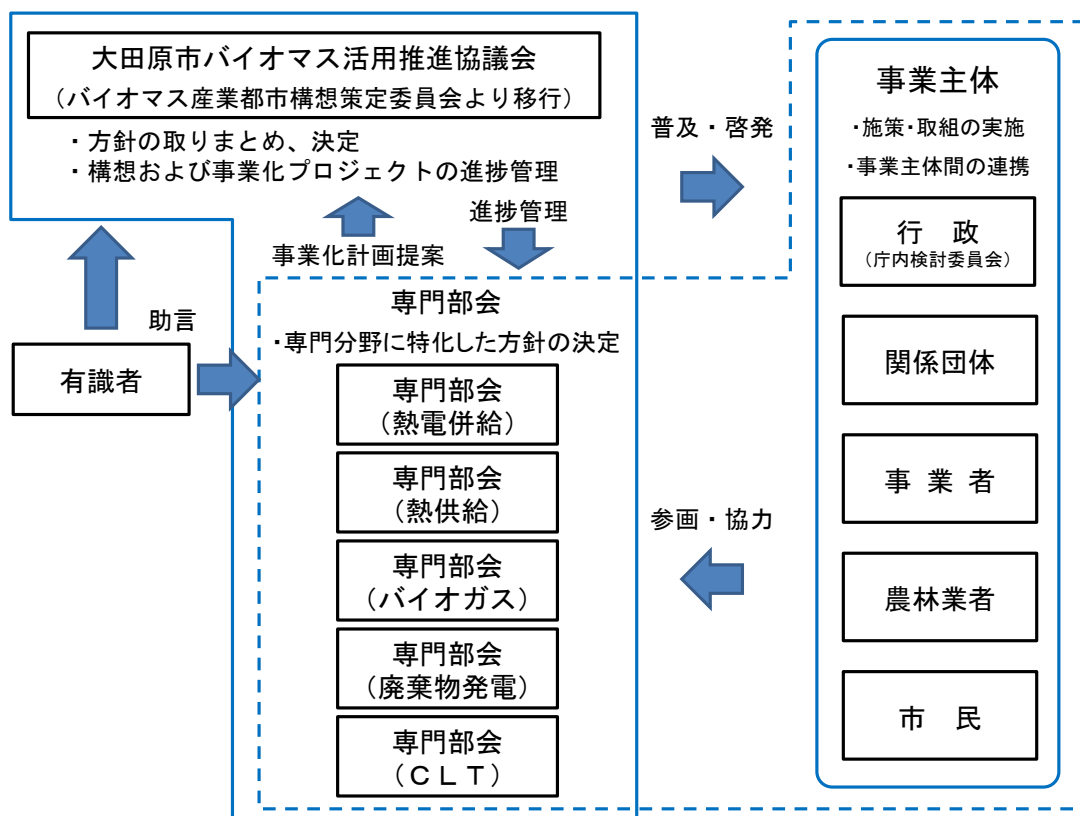 大田原市バイオマス活用推進協議会
（バイオマス産業都市構想策定委員会より移行）
・方針の取りまとめ、決定
・構想および事業化プロジェクトの進捗管理
事業化計画提案
進捗管理
助言
有識者
専門部会
・専門分野に特化した方針の決定
専門部会
（熱電併給）
専門部会
（熱供給）
専門部会
（バイオガス）
専門部会
（廃棄物発電）
専門部会
（ＣＬＴ）
普及・啓発
参画・協力
事業主体
・施策・取組の実施
・事業主体間の連携
行　政
（庁内検討委員会）
関係団体
事 業 者
農林業者
市　民